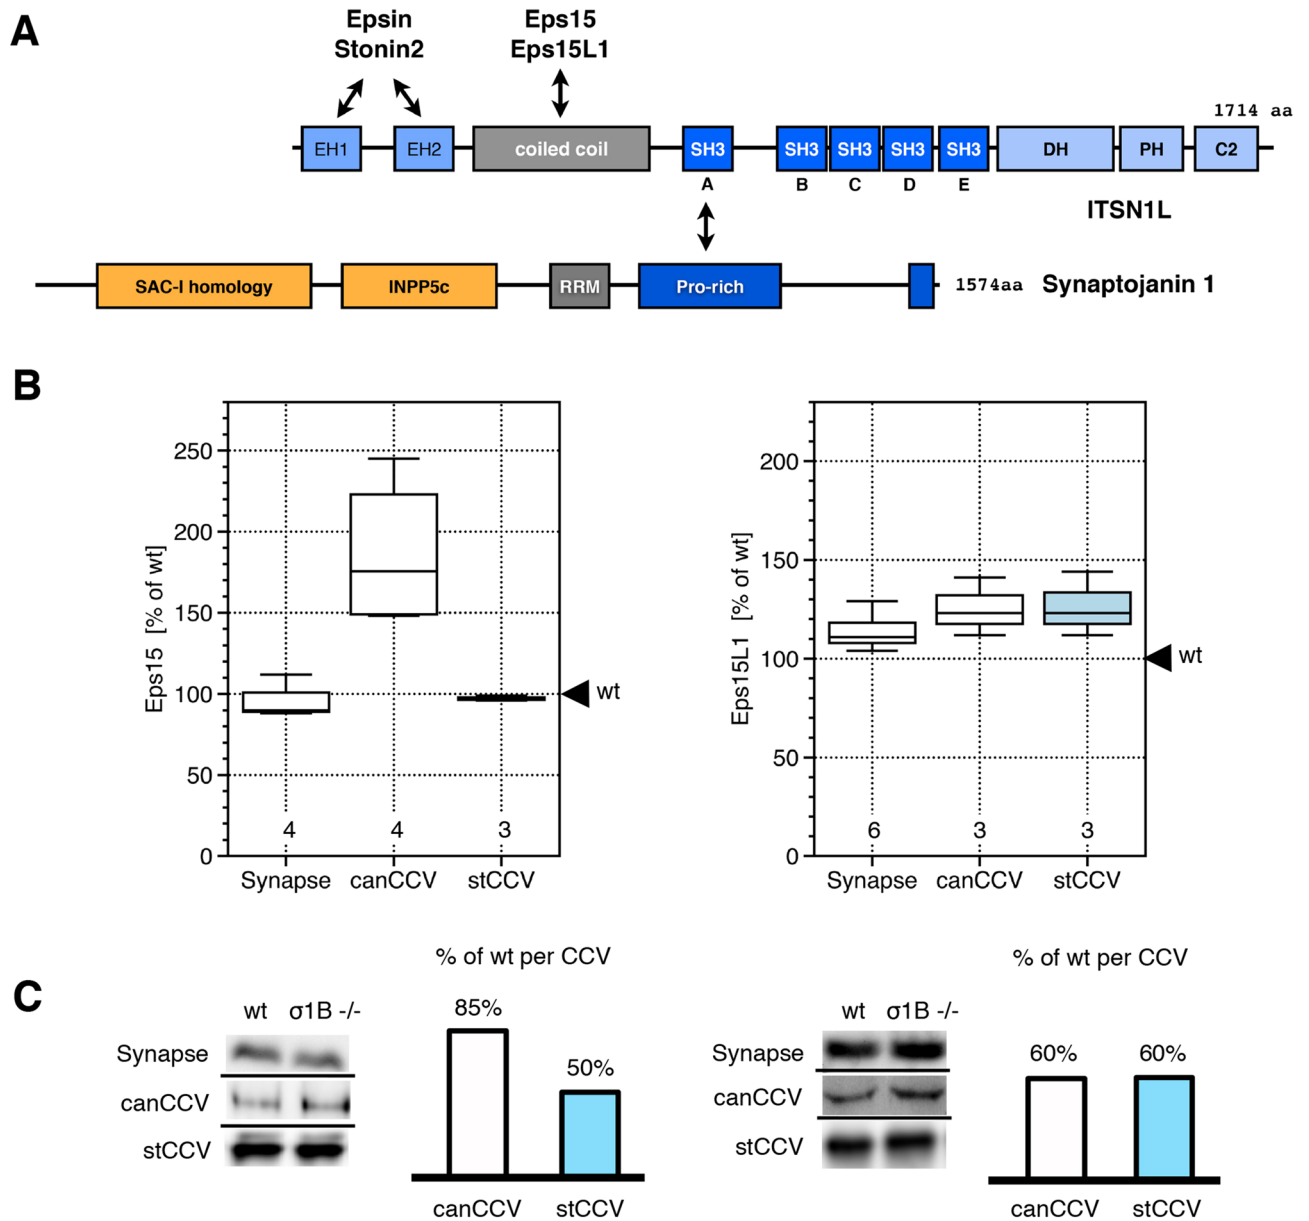 A
Epsin
Stonin2
Eps15
Eps15L1
1714 aa
EH1 EH2 coiled coil SH3 SH3 SH3 SH3 SH3 DH PH C2
A B C D E
ITSN1L
SAC-I homology INPP5c RRM Pro-rich 1574aa Synaptojanin 1
B
Eps15 [% of wt]
250
200
150
100
50
0
wt
4 4 3
Synapse canCCV stCCV
Eps15L1 [% of wt]
200
150
100
50
0
wt
6 3 3
Synapse canCCV stCCV
C
wt σ1B -/-
Synapse
canCCV
stCCV
% of wt per CCV
85%
50%
canCCV stCCV
wt σ1B -/-
Synapse
canCCV
stCCV
% of wt per CCV
60% 60%
canCCV stCCV